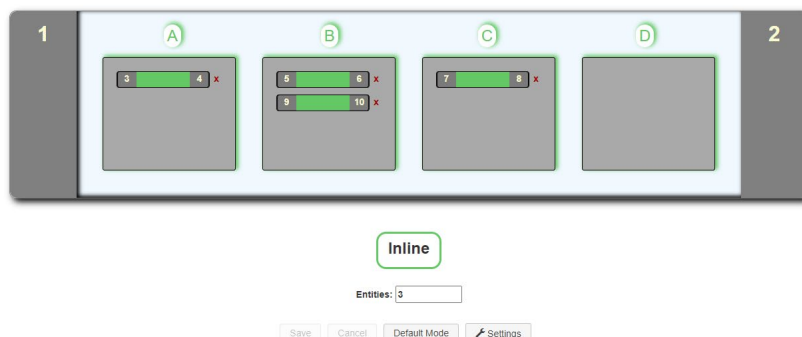 1 A B C D 2
3 4 x 5 6 x 7 8 x
9 10 x
Inline
Entities: 3
Save Cancel Default Mode Settings